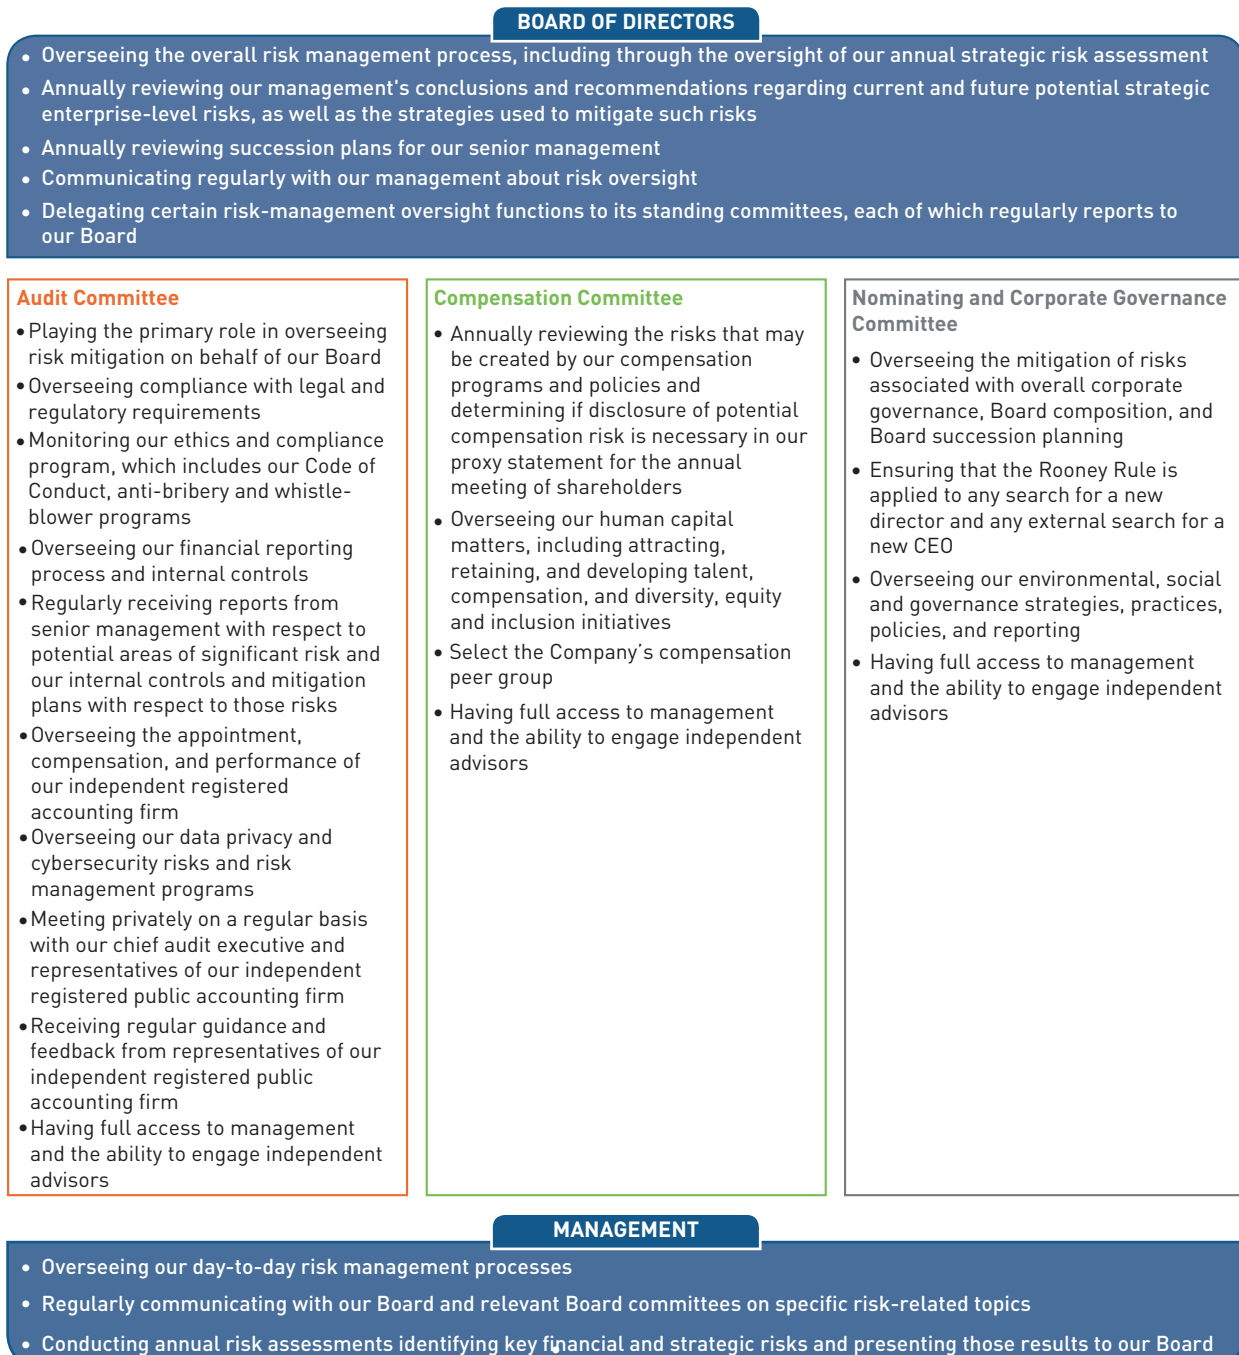 BOARD OF DIRECTORS
• Overseeing the overall risk management process, including through the oversight of our annual strategic risk assessment
• Annually reviewing our management's conclusions and recommendations regarding current and future potential strategic
enterprise-level risks, as well as the strategies used to mitigate such risks
• Annually reviewing succession plans for our senior management
• Communicating regularly with our management about risk oversight
• Delegating certain risk-management oversight functions to its standing committees, each of which regularly reports to
our Board
Audit Committee
• Playing the primary role in overseeing
risk mitigation on behalf of our Board
• Overseeing compliance with legal and
regulatory requirements
• Monitoring our ethics and compliance
program, which includes our Code of
Conduct, anti-bribery and whistle-
blower programs
• Overseeing our financial reporting
process and internal controls
• Regularly receiving reports from
senior management with respect to
potential areas of significant risk and
our internal controls and mitigation
plans with respect to those risks
• Overseeing the appointment,
compensation, and performance of
our independent registered
accounting firm
• Overseeing our data privacy and
cybersecurity risks and risk
management programs
• Meeting privately on a regular basis
with our chief audit executive and
representatives of our independent
registered public accounting firm
• Receiving regular guidance and
feedback from representatives of our
independent registered public
accounting firm
• Having full access to management
and the ability to engage independent
advisors
Compensation Committee
• Annually reviewing the risks that may
be created by our compensation
programs and policies and
determining if disclosure of potential
compensation risk is necessary in our
proxy statement for the annual
meeting of shareholders
• Overseeing our human capital
matters, including attracting,
retaining, and developing talent,
compensation, and diversity, equity
and inclusion initiatives
• Select the Company's compensation
peer group
• Having full access to management
and the ability to engage independent
advisors
Nominating and Corporate Governance
Committee
• Overseeing the mitigation of risks
associated with overall corporate
governance, Board composition, and
Board succession planning
• Ensuring that the Rooney Rule is
applied to any search for a new
director and any external search for a
new CEO
• Overseeing our environmental, social
and governance strategies, practices,
policies, and reporting
• Having full access to management
and the ability to engage independent
advisors
MANAGEMENT
• Overseeing our day-to-day risk management processes
• Regularly communicating with our Board and relevant Board committees on specific risk-related topics
• Conducting annual risk assessments identifying key financial and strategic risks and presenting those results to our Board